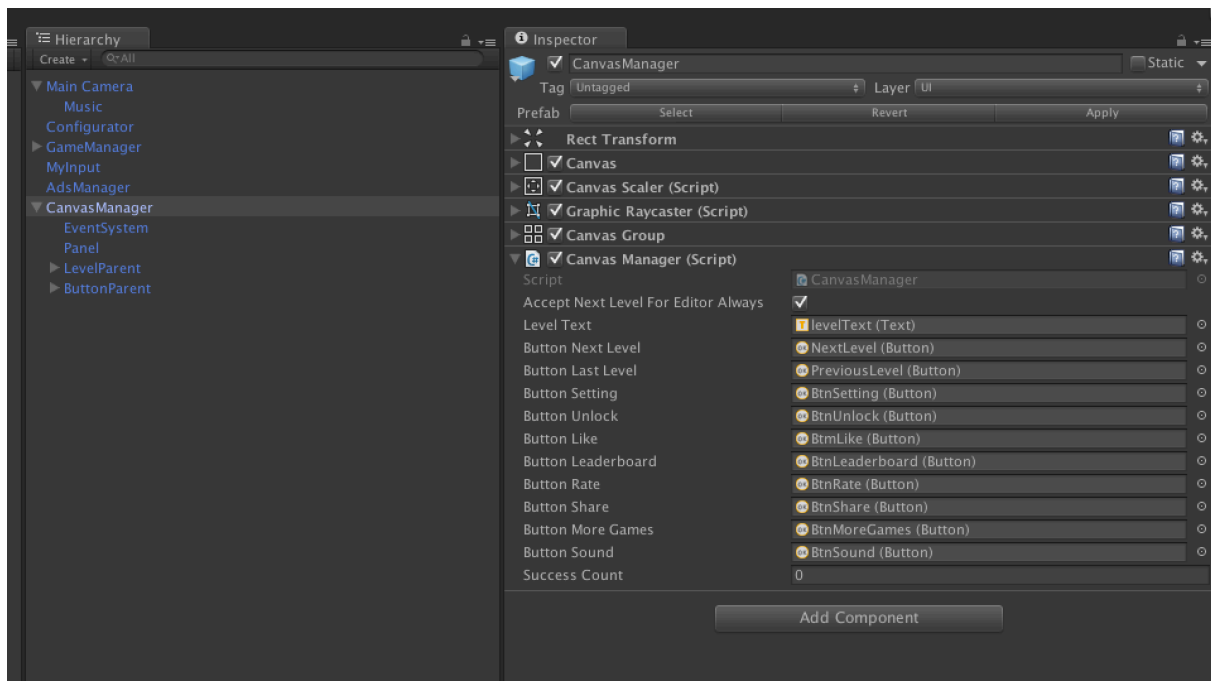 Hierarchy
Create
All
Main Camera
Music
Configurator
GameManager
MyInput
AdsManager
CanvasManager
EventSystem
Panel
LevelParent
ButtonParent
Inspector
CanvasManager Static
Tag Untagged Layer UI
Prefab Select Revert Apply
Rect Transform
Canvas
Canvas Scaler (Script)
Graphic Raycaster (Script)
Canvas Group
Canvas Manager (Script)
Script CanvasManager
Accept Next Level For Editor Always
Level Text levelText (Text)
Button Next Level NextLevel (Button)
Button Last Level PreviousLevel (Button)
Button Setting BtnSetting (Button)
Button Unlock BtnUnlock (Button)
Button Like BtmLike (Button)
Button Leaderboard BtnLeaderboard (Button)
Button Rate BtnRate (Button)
Button Share BtnShare (Button)
Button More Games BtnMoreGames (Button)
Button Sound BtnSound (Button)
Success Count 0
Add Component